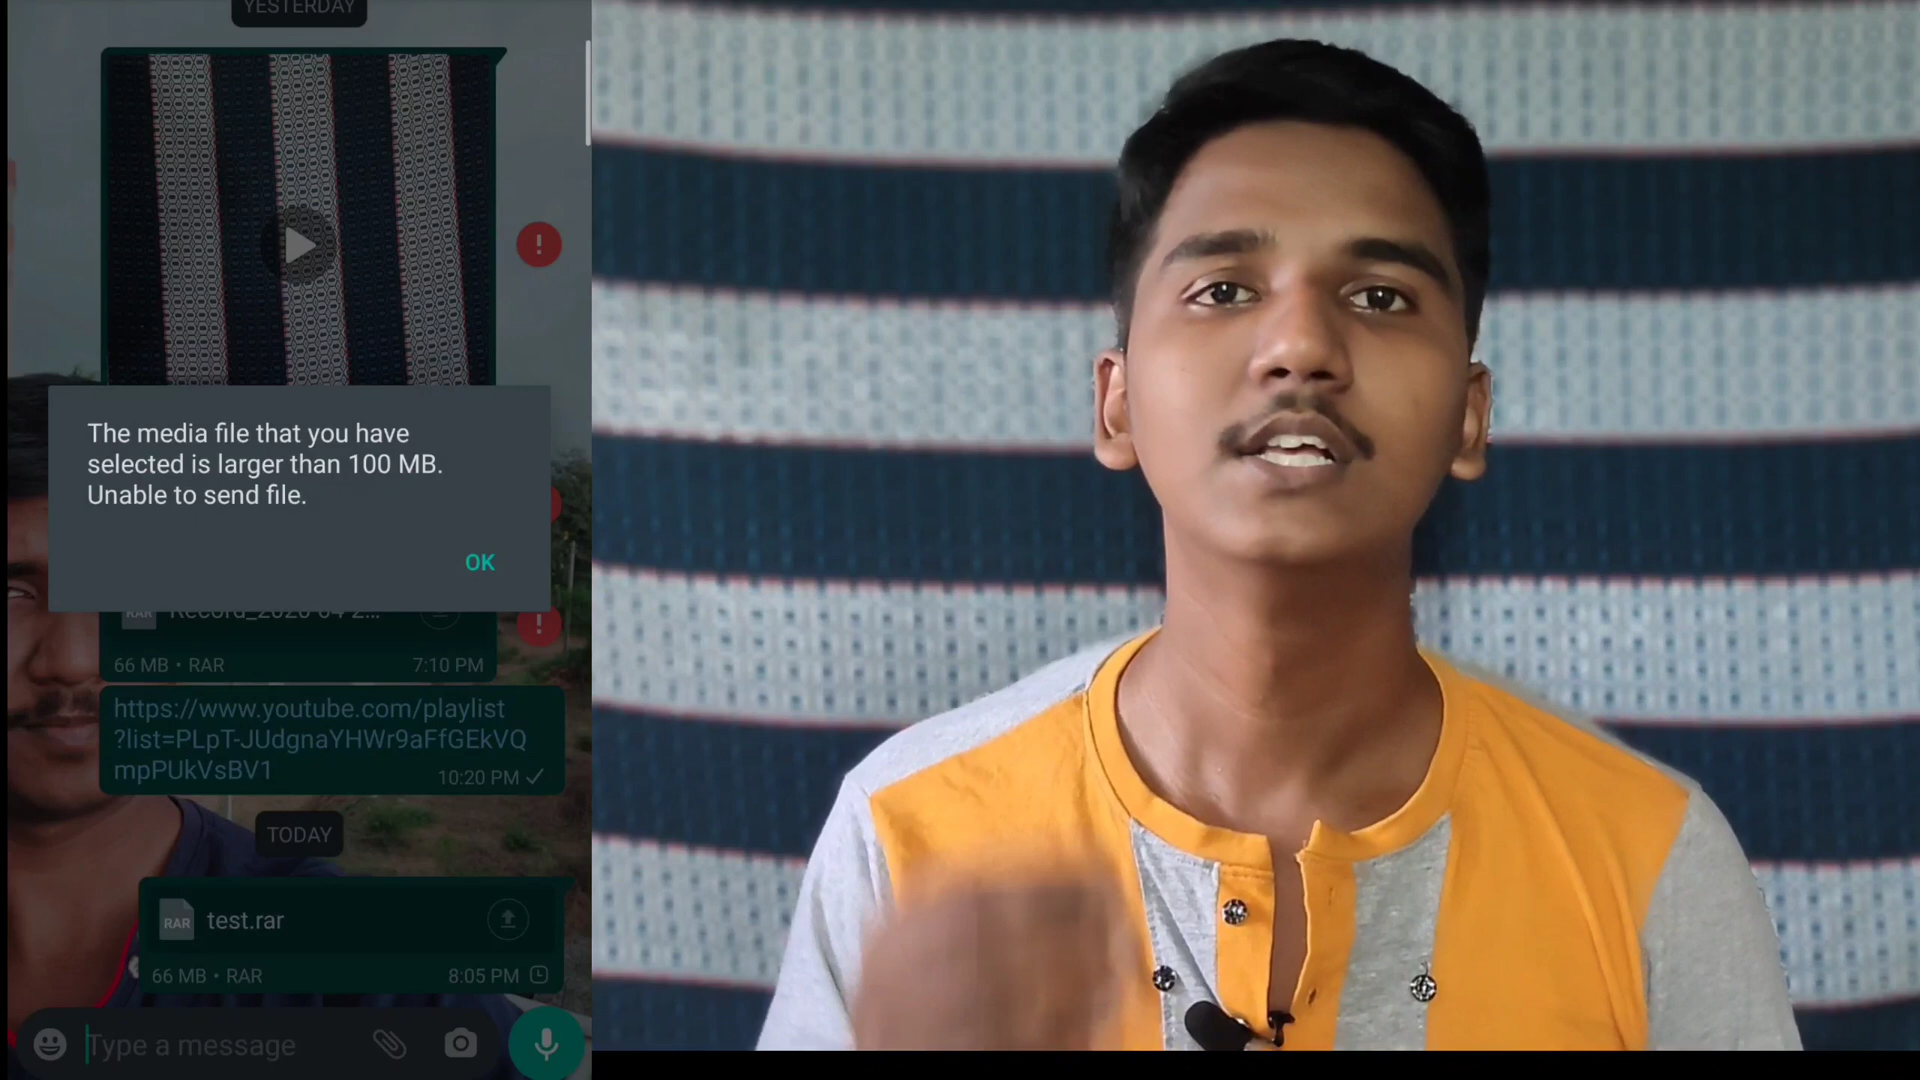 YESTERDAY
The media file that you have
selected is larger than 100 MB.
Unable to send file.
OK
RAR
66 MB • RAR 7:10 PM
https://www.youtube.com/playlist
?list=PLpT-JUdgnaYHWr9aFfGEkVQ
mpPUkVsBV1 10:20 PM
TODAY
RAR test.rar
66 MB • RAR 8:05 PM
Type a message